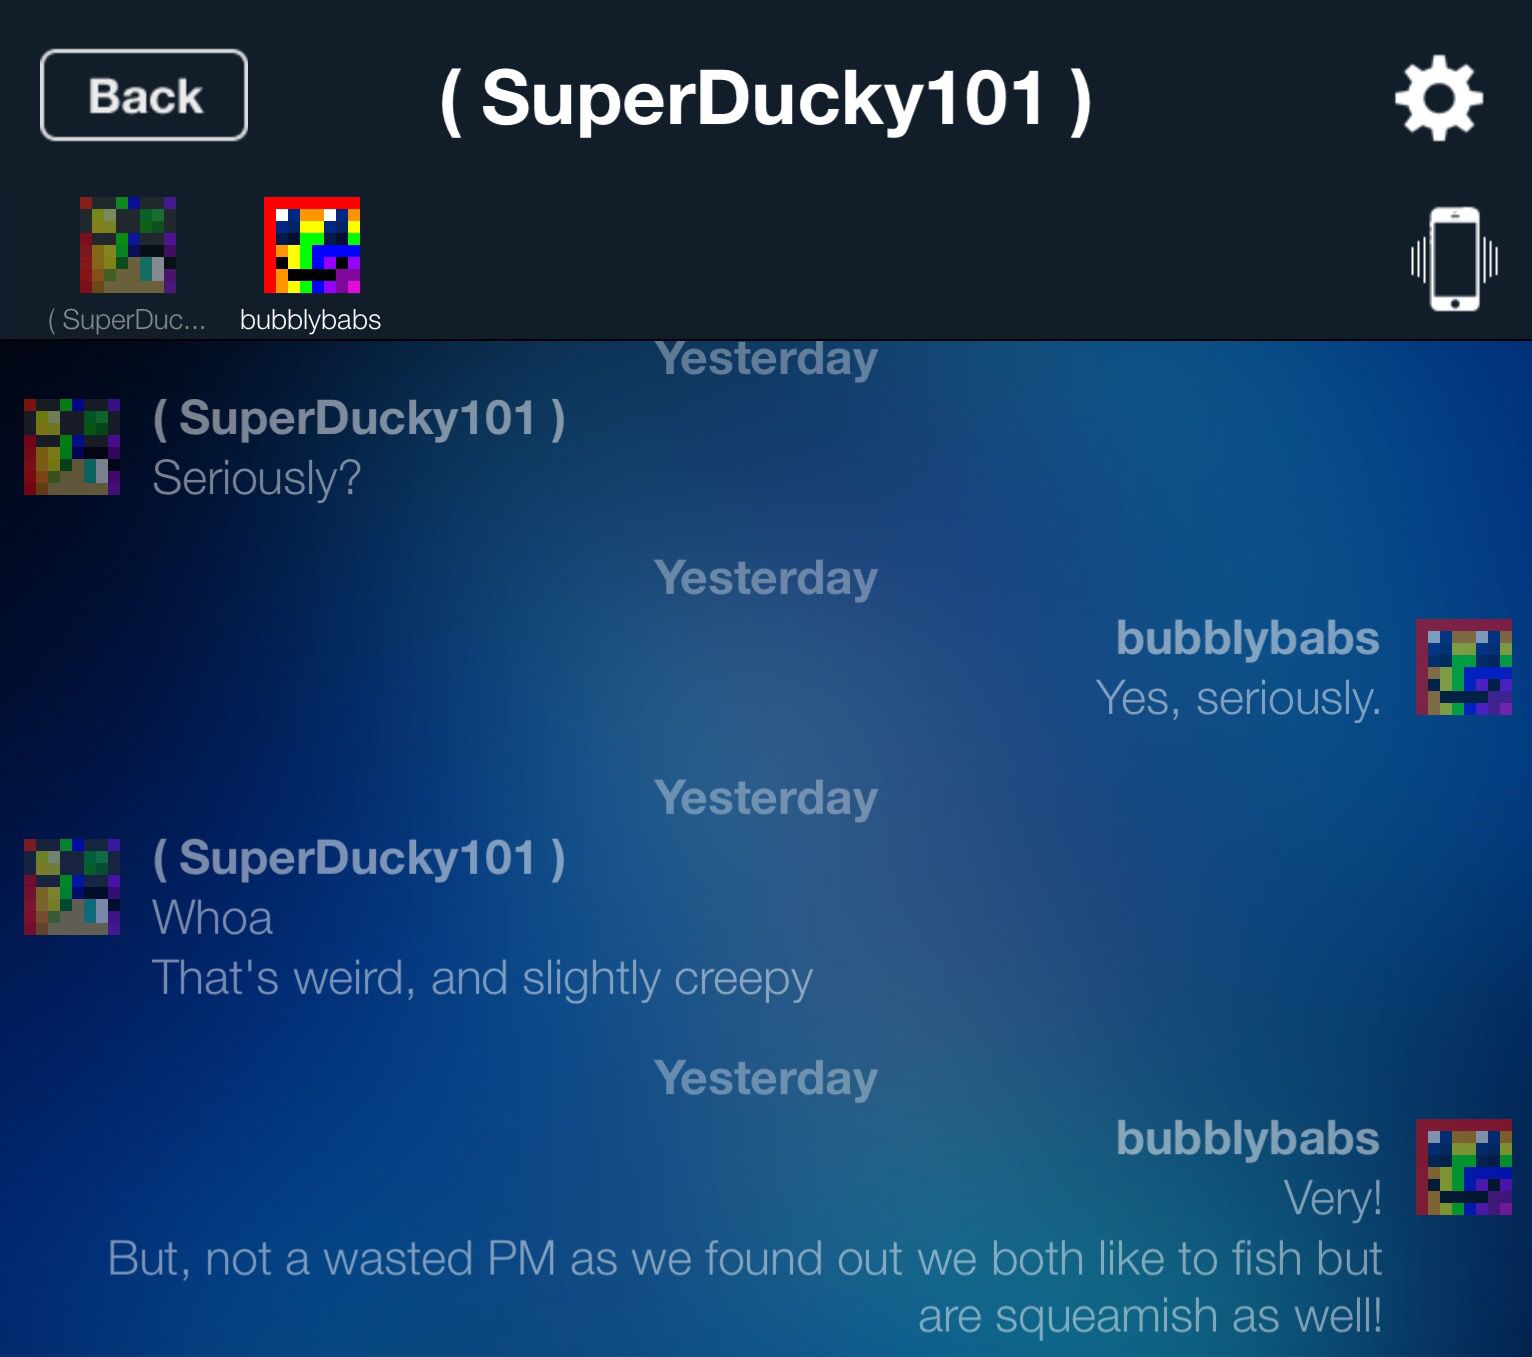 Back
( SuperDucky101 )
( SuperDuc...
bubblybabs
Yesterday
( SuperDucky101 )
Seriously?
Yesterday
bubblybabs
Yes, seriously.
Yesterday
( SuperDucky101 )
Whoa
That's weird, and slightly creepy
Yesterday
bubblybabs
Very!
But, not a wasted PM as we found out we both like to fish but
are squeamish as well!